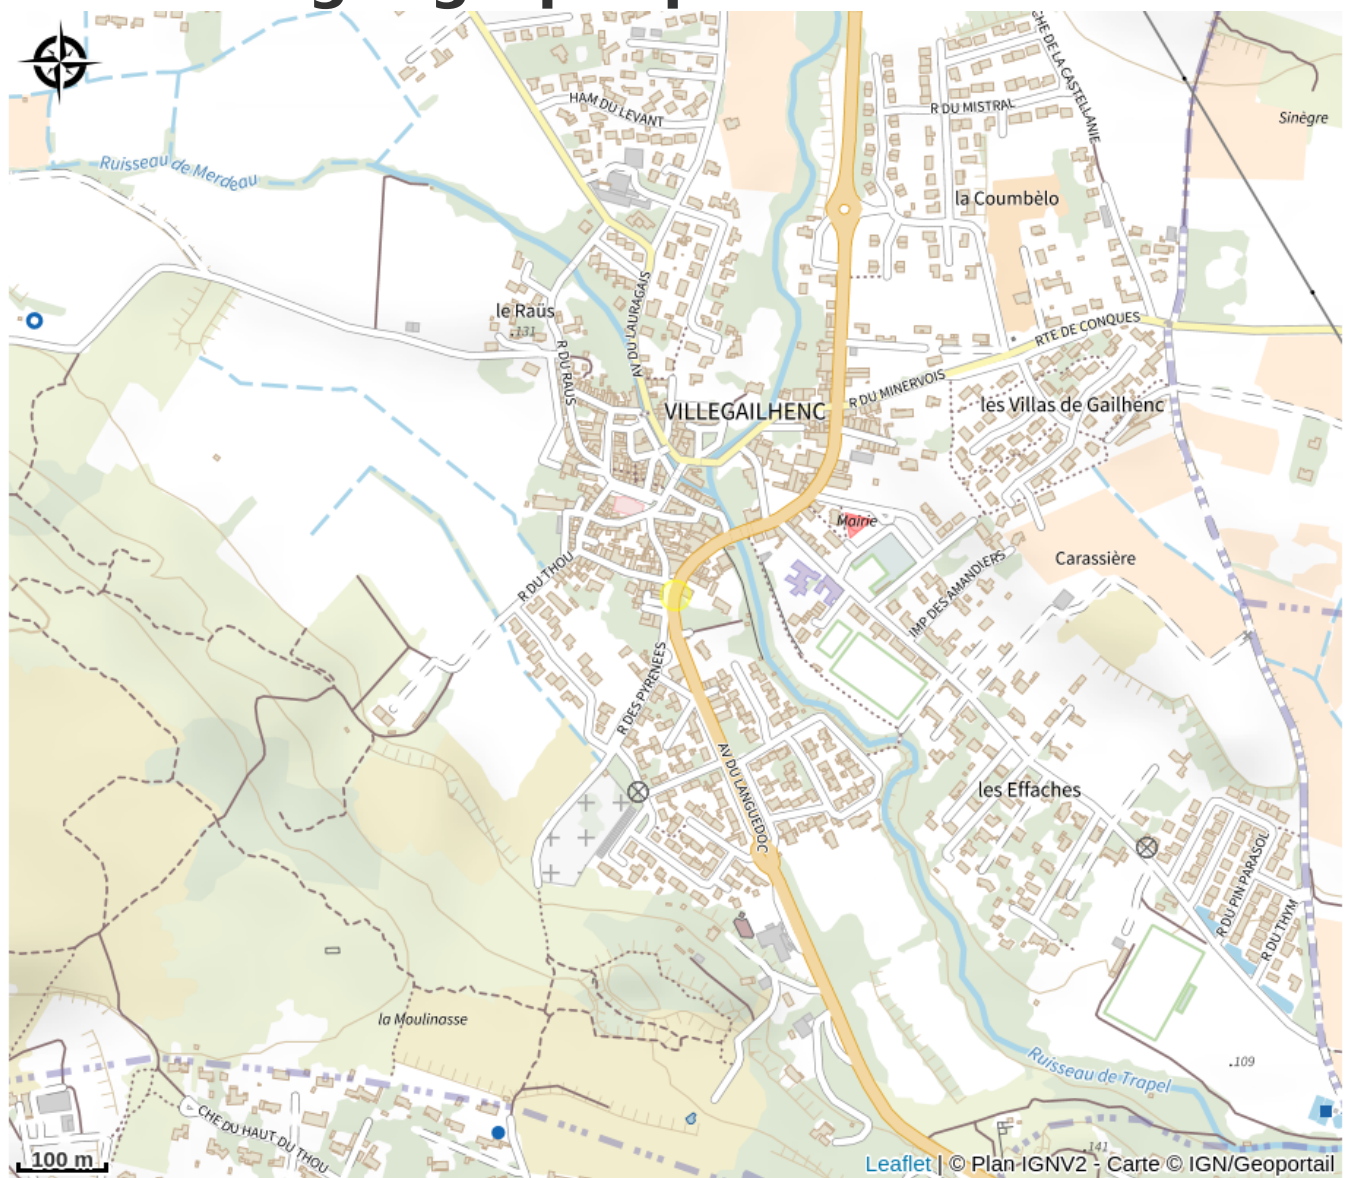 CHE DE LA CASTELLANIE
HAM DU LEVANT
R DU MISTRAL
Sinègre
Ruisseau de Merdeau
la Coumbèlo
le Raüs
.131
AV DU LAURAGAIS
RTE DE CONQUES
R DU RAUS
R DU MINERVOIS
VILLEGAILHENC
les Villas de Gailhenc
Mairie
Carassière
R DU THOU
IMP DES AMANDIERS
R DES PYRENEES
AV DU LANGUEDOC
les Effaches
R DU PIN PARASOL
R DU THYM
la Moulinasse
Ruisseau de Trapel
.109
CHE DU HAUT DU THOU
.141
100 m
Leaflet | © Plan IGNV2 - Carte © IGN/Geoportail